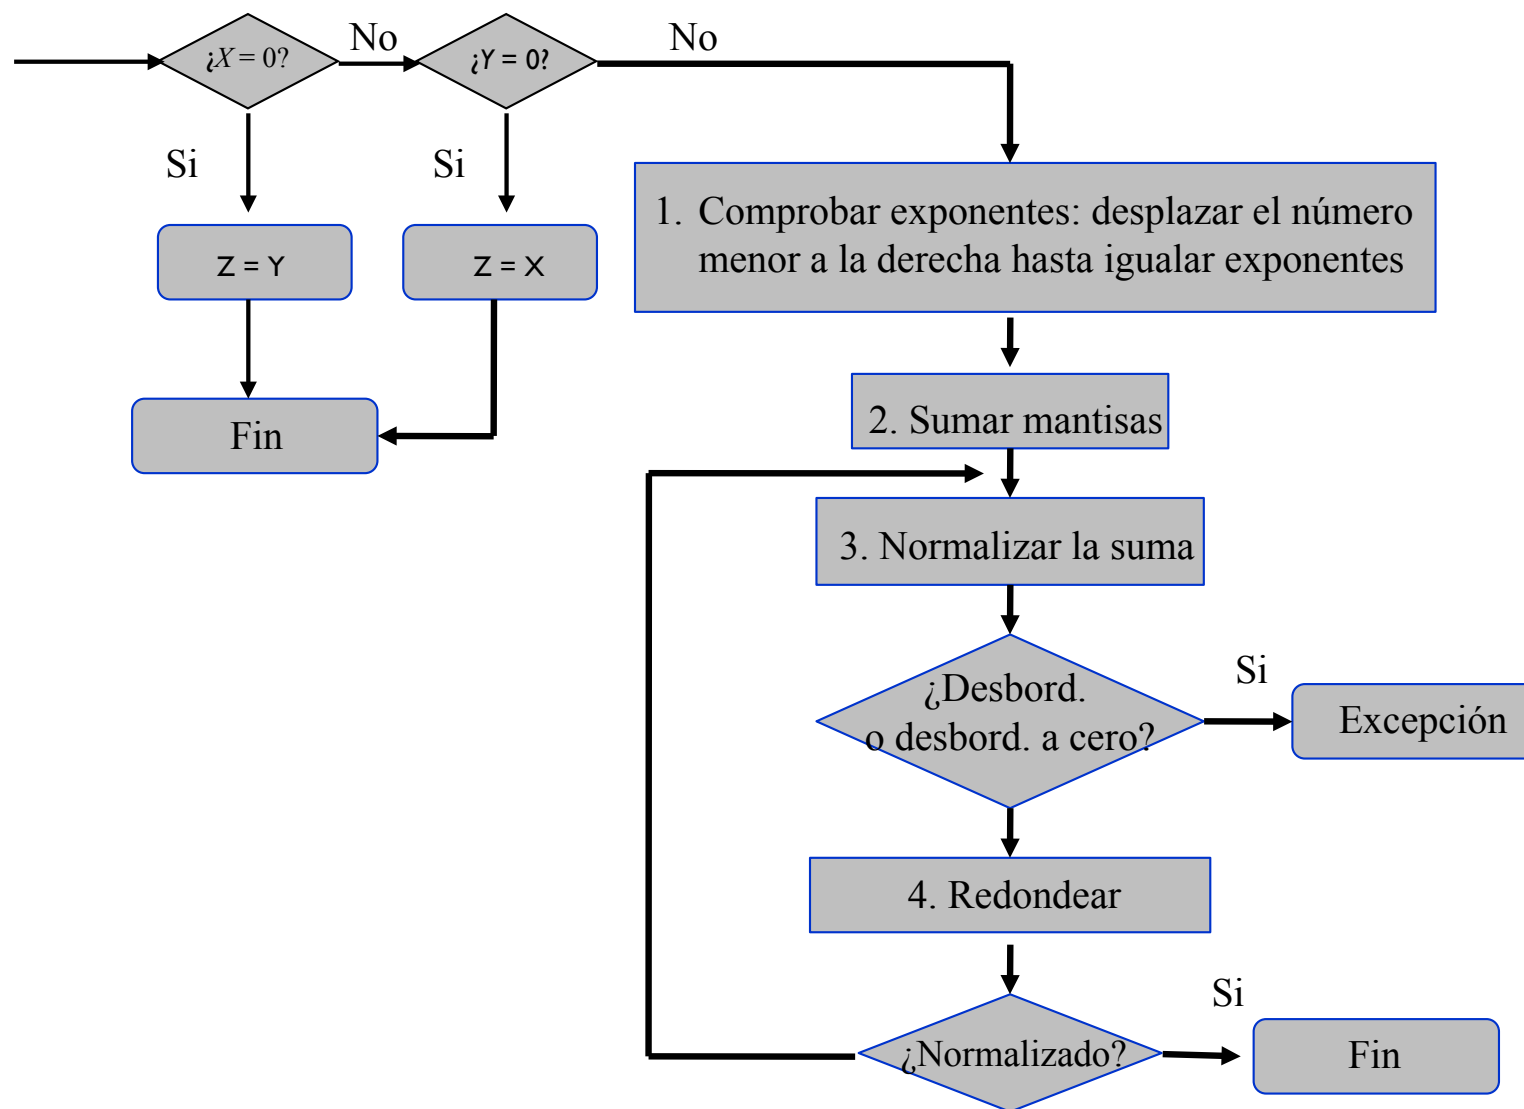 ¿X = 0?
No
¿Y = 0?
No
Si
Si
Z = Y
Z = X
Fin
1. Comprobar exponentes: desplazar el número
menor a la derecha hasta igualar exponentes
2. Sumar mantisas
3. Normalizar la suma
¿Desbord.
o desbord. a cero?
Si
Excepción
4. Redondear
¿Normalizado?
Si
Fin